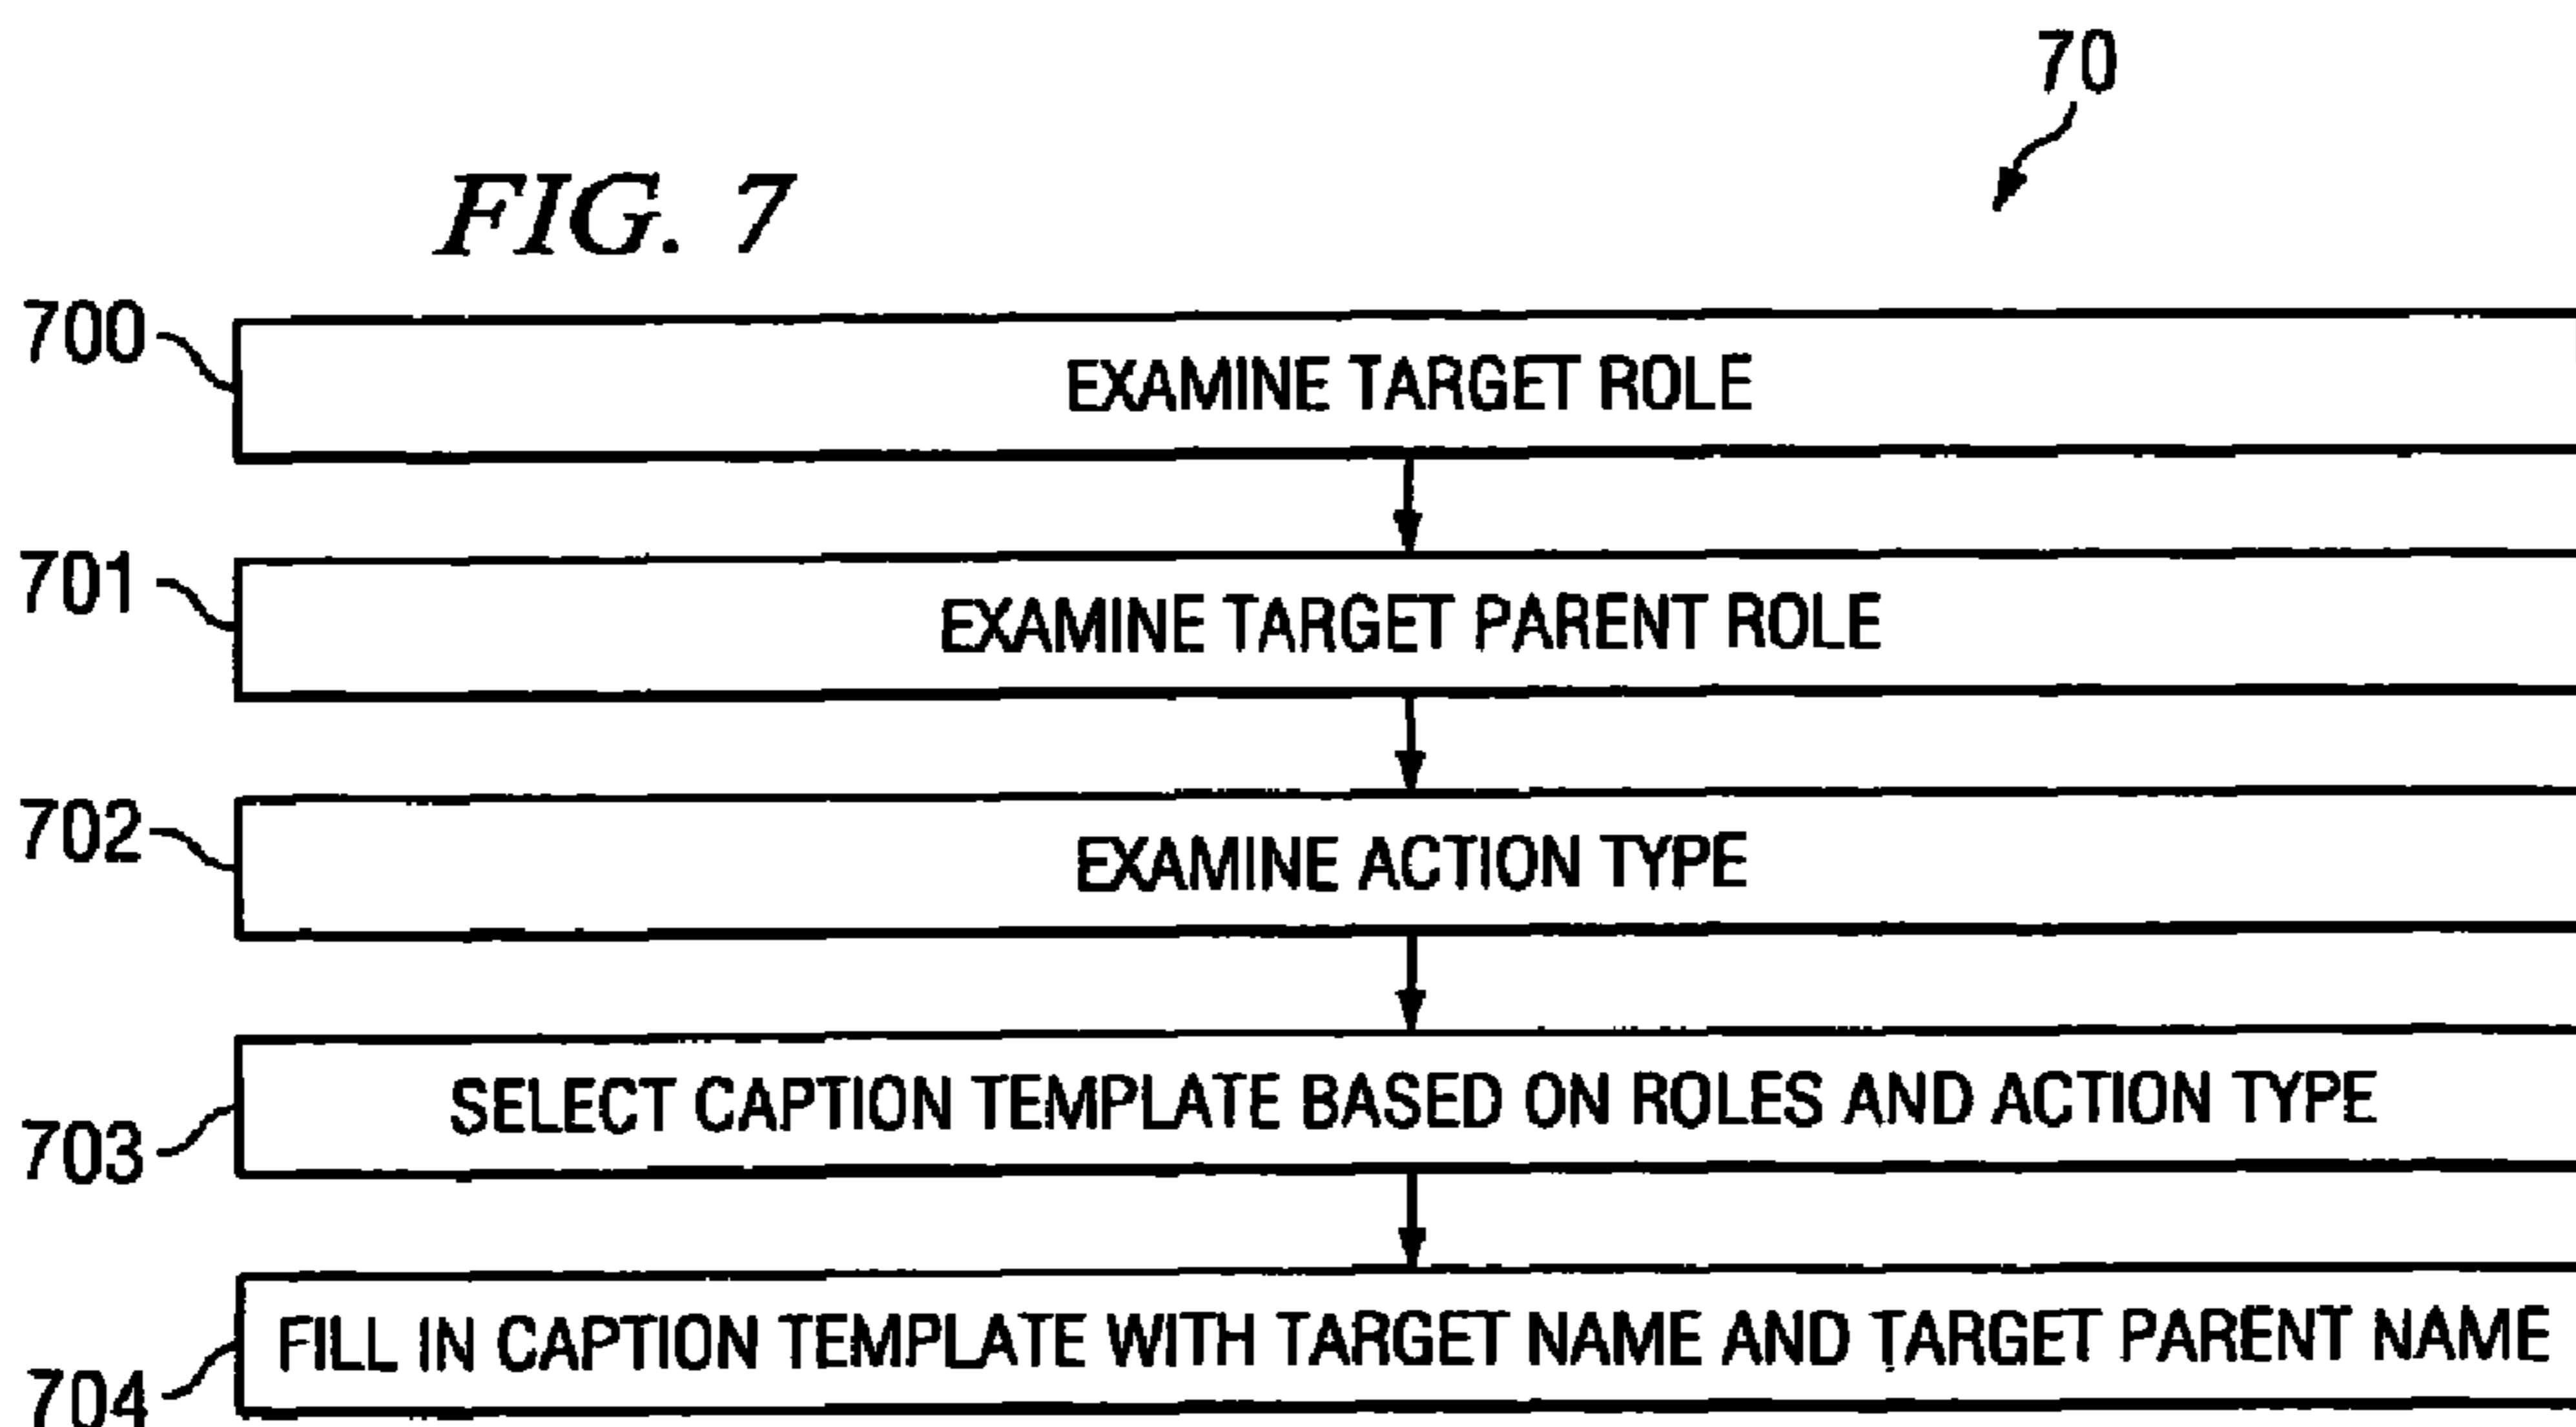 70
FIG. 7
700
EXAMINE TARGET ROLE
701
EXAMINE TARGET PARENT ROLE
702
EXAMINE ACTION TYPE
703
SELECT CAPTION TEMPLATE BASED ON ROLES AND ACTION TYPE
704
FILL IN CAPTION TEMPLATE WITH TARGET NAME AND TARGET PARENT NAME